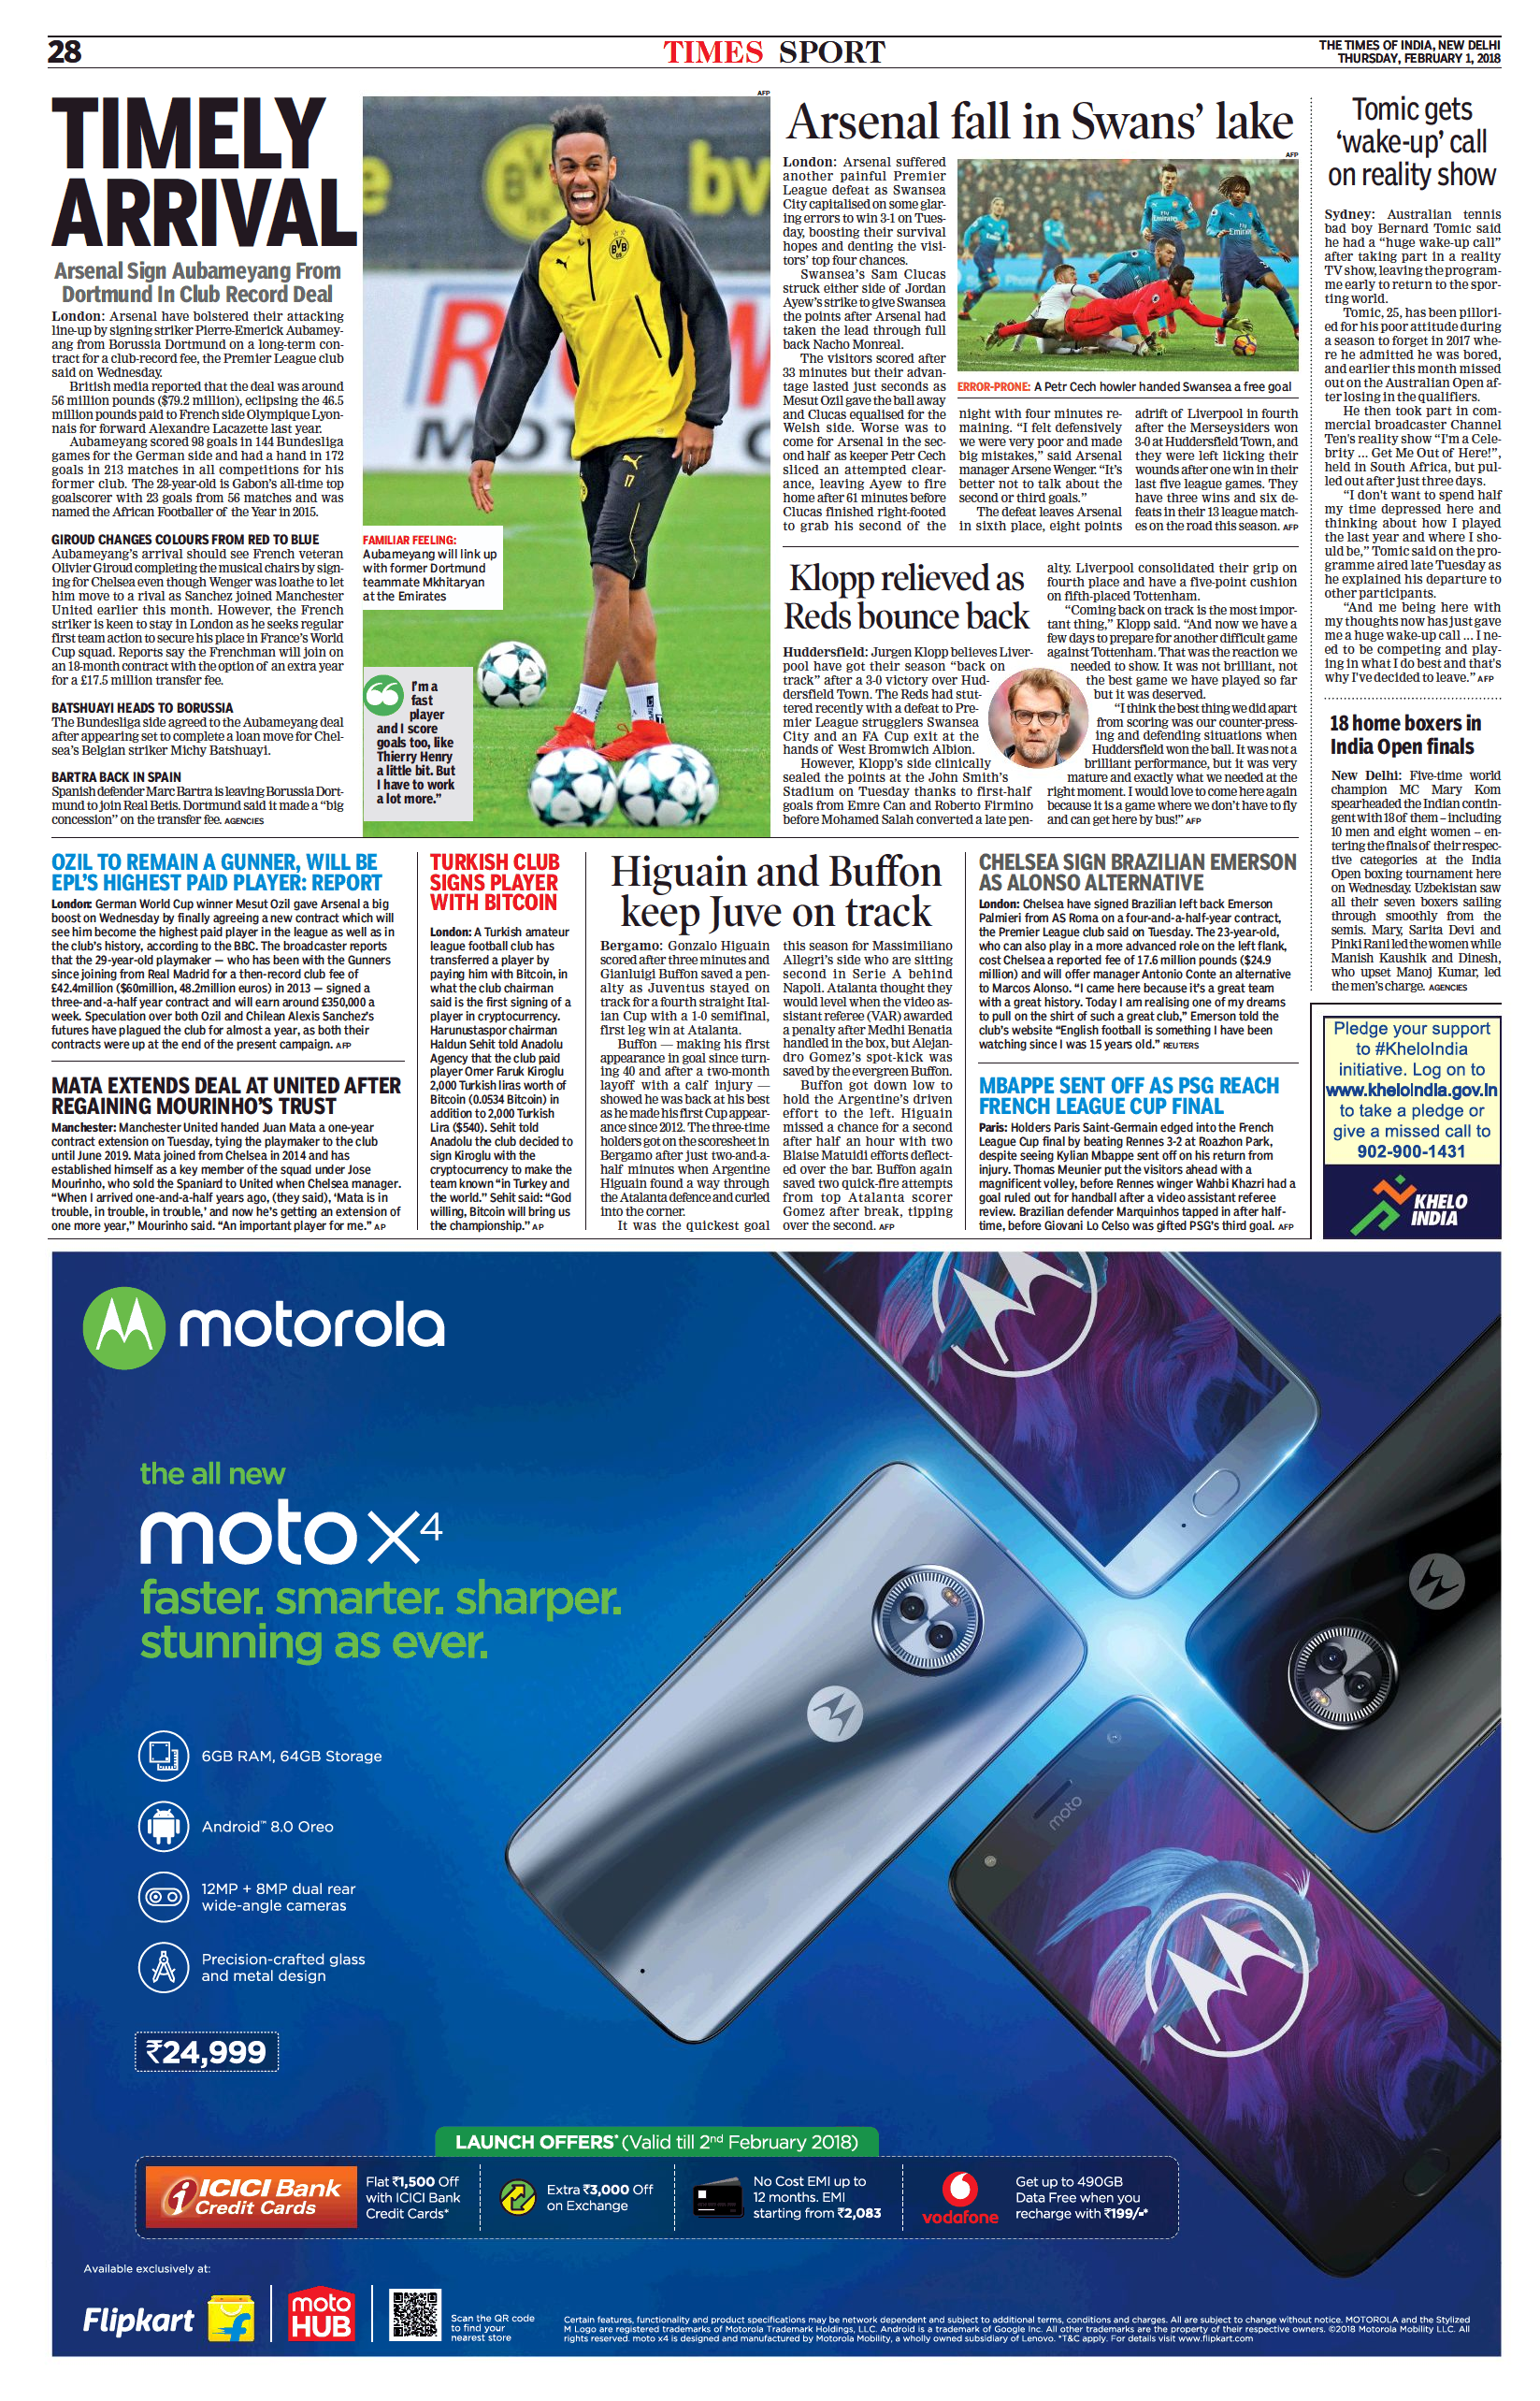 28
TIMES SPORT
THE TIMES OF INDIA, NEW DELHI
THURSDAY, FEBRUARY 1, 2018
TIMELY
ARRIVAL
Arsenal Sign Aubameyang From
Dortmund In Club Record Deal
London: Arsenal have bolstered their attacking
line-up by signing striker Pierre-Emerick Aubamey-
ang from Borussia Dortmund on a long-term con-
tract for a club-record fee, the Premier League club
said on Wednesday.
British media reported that the deal was around
56 million pounds ($79.2 million), eclipsing the 46.5
million pounds paid to French side Olympique Lyon-
nais for forward Alexandre Lacazette last year.
Aubameyang scored 98 goals in 144 Bundesliga
games for the German side and had a hand in 172
goals in 213 matches in all competitions for his
former club. The 28-year-old is Gabon's all-time top
goalscorer with 23 goals from 56 matches and was
named the African Footballer of the Year in 2015.
GIROUD CHANGES COLOURS FROM RED TO BLUE
Aubameyang's arrival should see French veteran
Olivier Giroud completing the musical chairs by sign-
ing for Chelsea even though Wenger was loathe to let
him move to a rival as Sanchez joined Manchester
United earlier this month. However, the French
striker is keen to stay in London as he seeks regular
first team action to secure his place in France's World
Cup squad. Reports say the Frenchman will join on
an 18-month contract with the option of an extra year
for a £17.5 million transfer fee.
BATSHUAYI HEADS TO BORUSSIA
The Bundesliga side agreed to the Aubameyang deal
after appearing set to complete a loan move for Chel-
sea's Belgian striker Michy Batshuayi.
BARTRA BACK IN SPAIN
Spanish defender Marc Bartra is leaving Borussia Dort-
mund to join Real Betis. Dortmund said it made a "big
concession" on the transfer fee. AGENCIES
AFP
FAMILIAR FEELING:
Aubameyang will link up
with former Dortmund
teammate Mkhitaryan
at the Emirates
I'm a
fast
player
and I score
goals too, like
Thierry Henry
a little bit. But
I have to work
a lot more."
Arsenal fall in Swans' lake
London: Arsenal suffered
another painful Premier
League defeat as Swansea
City capitalised on some glar-
ing errors to win 3-1 on Tues-
day, boosting their survival
hopes and denting the visi-
tors' top four chances.
Swansea's Sam Clucas
struck either side of Jordan
Ayew's strike to give Swansea
the points after Arsenal had
taken the lead through full
back Nacho Monreal.
The visitors scored after
33 minutes but their advan-
tage lasted just seconds as
Mesut Ozil gave the ball away
and Clucas equalised for the
Welsh side. Worse was to
come for Arsenal in the sec-
ond half as keeper Petr Cech
sliced an attempted clear-
ance, leaving Ayew to fire
home after 61 minutes before
Clucas finished right-footed
to grab his second of the
AFP
ERROR-PRONE: A Petr Cech howler handed Swansea a free goal
night with four minutes re-
maining. "I felt defensively
we were very poor and made
big mistakes," said Arsenal
manager Arsene Wenger. "It's
better not to talk about the
second or third goals."
The defeat leaves Arsenal
in sixth place, eight points
adrift of Liverpool in fourth
after the Merseysiders won
3-0 at Huddersfield Town, and
they were left licking their
wounds after one win in their
last five league games. They
have three wins and six de-
feats in their 13 league match-
es on the road this season. AFP
Klopp relieved as
Reds bounce back
Huddersfield: Jurgen Klopp believes Liver-
pool have got their season "back on
track" after a 3-0 victory over Hud-
dersfield Town. The Reds had stut-
tered recently with a defeat to Pre-
mier League strugglers Swansea
City and an FA Cup exit at the
hands of West Bromwich Albion.
However, Klopp's side clinically
sealed the points at the John Smith's
Stadium on Tuesday thanks to first-half
goals from Emre Can and Roberto Firmino
before Mohamed Salah converted a late pen-
alty. Liverpool consolidated their grip on
fourth place and have a five-point cushion
on fifth-placed Tottenham.
"Coming back on track is the most impor-
tant thing," Klopp said. "And now we have a
few days to prepare for another difficult game
against Tottenham. That was the reaction we
needed to show. It was not brilliant, not
the best game we have played so far
but it was deserved.
"I think the best thing we did apart
from scoring was our counter-press-
ing and defending situations when
Huddersfield won the ball. It was not a
brilliant performance, but it was very
mature and exactly what we needed at the
right moment. I would love to come here again
because it is a game where we don't have to fly
and can get here by bus!" AFP
Tomic gets
'wake-up' call
on reality show
Sydney: Australian tennis
bad boy Bernard Tomic said
he had a "huge wake-up call"
after taking part in a reality
TV show, leaving the program-
me early to return to the spor-
ting world.
Tomic, 25, has been pillori-
ed for his poor attitude during
a season to forget in 2017 whe-
re he admitted he was bored,
and earlier this month missed
out on the Australian Open af-
ter losing in the qualifiers.
He then took part in com-
mercial broadcaster Channel
Ten's reality show "I'm a Cele-
brity ... Get Me Out of Here!",
held in South Africa, but pul-
led out after just three days.
"I don't want to spend half
my time depressed here and
thinking about how I played
the last year and where I sho-
uld be," Tomic said on the pro-
gramme aired late Tuesday as
he explained his departure to
other participants.
"And me being here with
my thoughts now has just gave
me a huge wake-up call ... I ne-
ed to be competing and play-
ing in what I do best and that's
why I've decided to leave." AFP
18 home boxers in
India Open finals
New Delhi: Five-time world
champion MC Mary Kom
spearheaded the Indian contin-
gent with 18 of them – including
10 men and eight women – en-
tering the finals of their respec-
tive categories at the India
Open boxing tournament here
on Wednesday. Uzbekistan saw
all their seven boxers sailing
through smoothly from the
semis. Mary, Sarita Devi and
Pinki Rani led the women while
Manish Kaushik and Dinesh,
who upset Manoj Kumar, led
the men's charge. AGENCIES
OZIL TO REMAIN A GUNNER, WILL BE
EPL'S HIGHEST PAID PLAYER: REPORT
London: German World Cup winner Mesut Ozil gave Arsenal a big
boost on Wednesday by finally agreeing a new contract which will
see him become the highest paid player in the league as well as in
the club's history, according to the BBC. The broadcaster reports
that the 29-year-old playmaker — who has been with the Gunners
since joining from Real Madrid for a then-record club fee of
£42.4million ($60million, 48.2million euros) in 2013 — signed a
three-and-a-half year contract and will earn around £350,000 a
week. Speculation over both Ozil and Chilean Alexis Sanchez's
futures have plagued the club for almost a year, as both their
contracts were up at the end of the present campaign. AFP
MATA EXTENDS DEAL AT UNITED AFTER
REGAINING MOURINHO'S TRUST
Manchester: Manchester United handed Juan Mata a one-year
contract extension on Tuesday, tying the playmaker to the club
until June 2019. Mata joined from Chelsea in 2014 and has
established himself as a key member of the squad under Jose
Mourinho, who sold the Spaniard to United when Chelsea manager.
"When I arrived one-and-a-half years ago, (they said), 'Mata is in
trouble, in trouble, in trouble,' and now he's getting an extension of
one more year," Mourinho said. "An important player for me." AP
TURKISH CLUB
SIGNS PLAYER
WITH BITCOIN
London: A Turkish amateur
league football club has
transferred a player by
paying him with Bitcoin, in
what the club chairman
said is the first signing of a
player in cryptocurrency.
Harunustaspor chairman
Haldun Sehit told Anadolu
Agency that the club paid
player Omer Faruk Kiroglu
2,000 Turkish liras worth of
Bitcoin (0.0534 Bitcoin) in
addition to 2,000 Turkish
Lira ($540). Sehit told
Anadolu the club decided to
sign Kiroglu with the
cryptocurrency to make the
team known "in Turkey and
the world." Sehit said: "God
willing, Bitcoin will bring us
the championship." AP
Higuain and Buffon
keep Juve on track
Bergamo: Gonzalo Higuain
scored after three minutes and
Gianluigi Buffon saved a pen-
alty as Juventus stayed on
track for a fourth straight Ital-
ian Cup with a 1-0 semifinal,
first leg win at Atalanta.
Buffon — making his first
appearance in goal since turn-
ing 40 and after a two-month
layoff with a calf injury —
showed he was back at his best
as he made his first Cup appear-
ance since 2012. The three-time
holders got on the scoresheet in
Bergamo after just two-and-a-
half minutes when Argentine
Higuain found a way through
the Atalanta defence and curled
into the corner.
It was the quickest goal
this season for Massimiliano
Allegri's side who are sitting
second in Serie A behind
Napoli. Atalanta thought they
would level when the video as-
sistant referee (VAR) awarded
a penalty after Medhi Benatia
handled in the box, but Alejan-
dro Gomez's spot-kick was
saved by the evergreen Buffon.
Buffon got down low to
hold the Argentine's driven
effort to the left. Higuain
missed a chance for a second
after half an hour with two
Blaise Matuidi efforts deflect-
ed over the bar. Buffon again
saved two quick-fire attempts
from top Atalanta scorer
Gomez after break, tipping
over the second. AFP
CHELSEA SIGN BRAZILIAN EMERSON
AS ALONSO ALTERNATIVE
London: Chelsea have signed Brazilian left back Emerson
Palmieri from AS Roma on a four-and-a-half-year contract,
the Premier League club said on Tuesday. The 23-year-old,
who can also play in a more advanced role on the left flank,
cost Chelsea a reported fee of 17.6 million pounds ($24.9
million) and will offer manager Antonio Conte an alternative
to Marcos Alonso. "I came here because it's a great team
with a great history. Today I am realising one of my dreams
to pull on the shirt of such a great club," Emerson told the
club's website "English football is something I have been
watching since I was 15 years old." REUTERS
MBAPPE SENT OFF AS PSG REACH
FRENCH LEAGUE CUP FINAL
Paris: Holders Paris Saint-Germain edged into the French
League Cup final by beating Rennes 3-2 at Roazhon Park,
despite seeing Kylian Mbappe sent off on his return from
injury. Thomas Meunier put the visitors ahead with a
magnificent volley, before Rennes winger Wahbi Khazri had a
goal ruled out for handball after a video assistant referee
review. Brazilian defender Marquinhos tapped in after half-
time, before Giovani Lo Celso was gifted PSG's third goal. AFP
Pledge your support
to #KheloIndia
initiative. Log on to
www.kheloindia.gov.in
to take a pledge or
give a missed call to
902-900-1431
KHELO
INDIA
motorola
the all new
moto x4
faster. smarter. sharper.
stunning as ever.
6GB RAM, 64GB Storage
Android™ 8.0 Oreo
12MP + 8MP dual rear
wide-angle cameras
Precision-crafted glass
and metal design
₹24,999
moto
LAUNCH OFFERS* (Valid till 2nd February 2018)
ICICI Bank
Credit Cards
Flat ₹1,500 Off
with ICICI Bank
Credit Cards*
Extra ₹3,000 Off
on Exchange
No Cost EMI up to
12 months. EMI
starting from ₹2,083
vodafone
Get up to 490GB
Data Free when you
recharge with ₹199/-*
Available exclusively at:
Flipkart
moto
HUB
Scan the QR code
to find your
nearest store
Certain features, functionality and product specifications may be network dependent and subject to additional terms, conditions and charges. All are subject to change without notice. MOTOROLA and the Stylized
M Logo are registered trademarks of Motorola Trademark Holdings, LLC. Android is a trademark of Google Inc. All other trademarks are the property of their respective owners. ©2018 Motorola Mobility LLC. All
rights reserved. moto x4 is designed and manufactured by Motorola Mobility, a wholly owned subsidiary of Lenovo. *T&C apply. For details visit www.flipkart.com